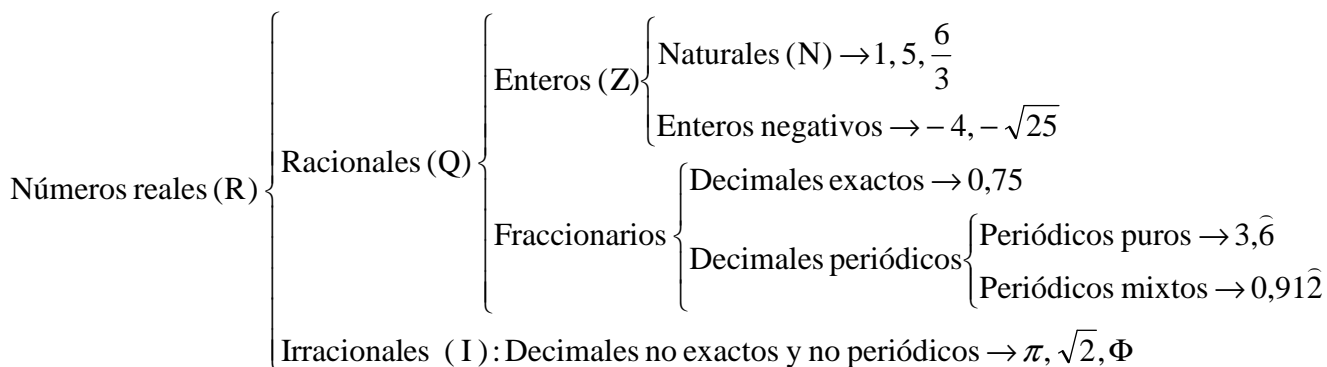 Números reales (R)
Racionales (Q)
Enteros (Z)
Naturales (N) → 1, 5, 6/3
Enteros negativos → − 4, − √25
Fraccionarios
Decimales exactos → 0,75
Decimales periódicos
Periódicos puros → 3,6̑
Periódicos mixtos → 0,912̑
Irracionales (I): Decimales no exactos y no periódicos → π, √2, Φ